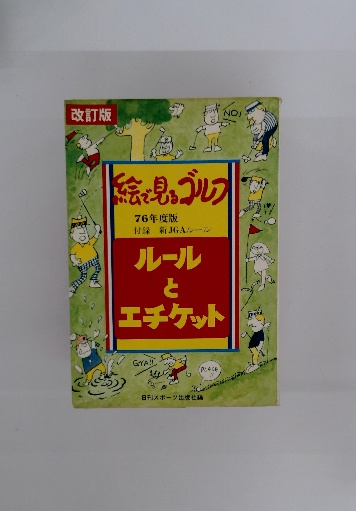 改訂版
NO!
絵で見るゴルフ
76年度版
付録 新JGAルール
ルール
と
エチケット
日刊スポーツ出版社編